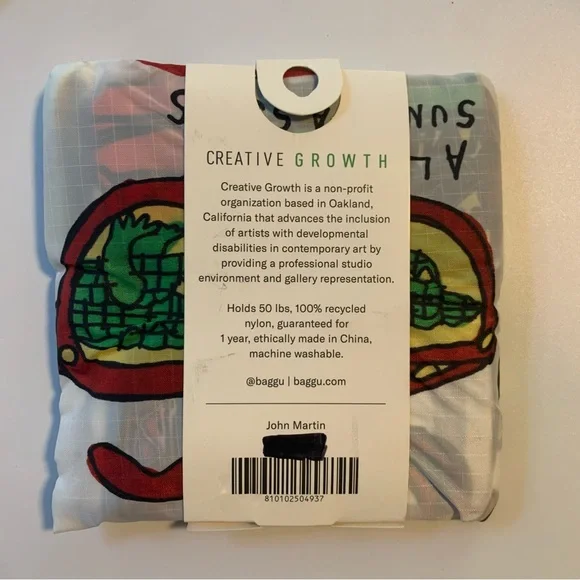 CREATIVE GROWTH
Creative Growth is a non-profit
organization based in Oakland,
California that advances the inclusion
of artists with developmental
disabilities in contemporary art by
providing a professional studio
environment and gallery representation.
Holds 50 lbs, 100% recycled
nylon, guaranteed for
1 year, ethically made in China,
machine washable.
@baggu | baggu.com
John Martin
810102504937
AL
SUN